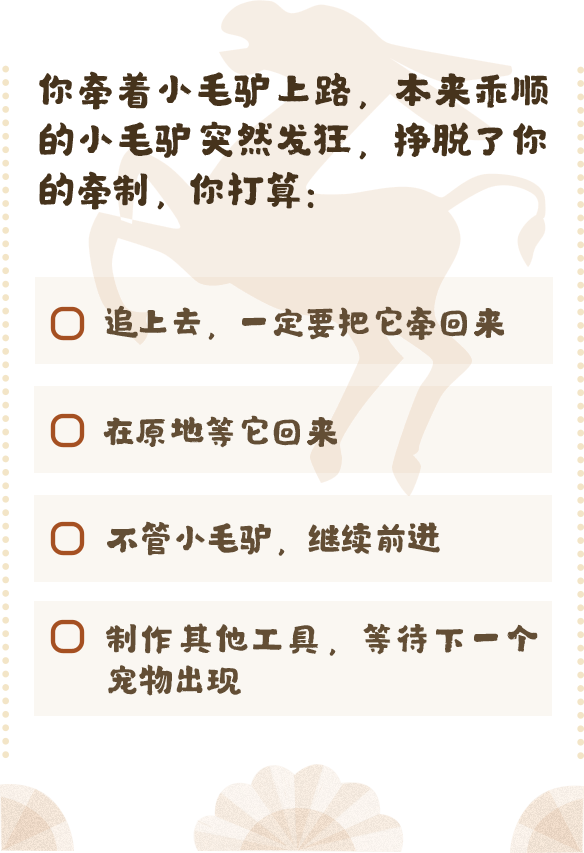 你牵着小毛驴上路，本来乖顺
的小毛驴突然发狂，挣脱了你
的牵制，你打算：
追上去，一定要把它牵回来
在原地等它回来
不管小毛驴，继续前进
制作其他工具，等待下一个
宠物出现